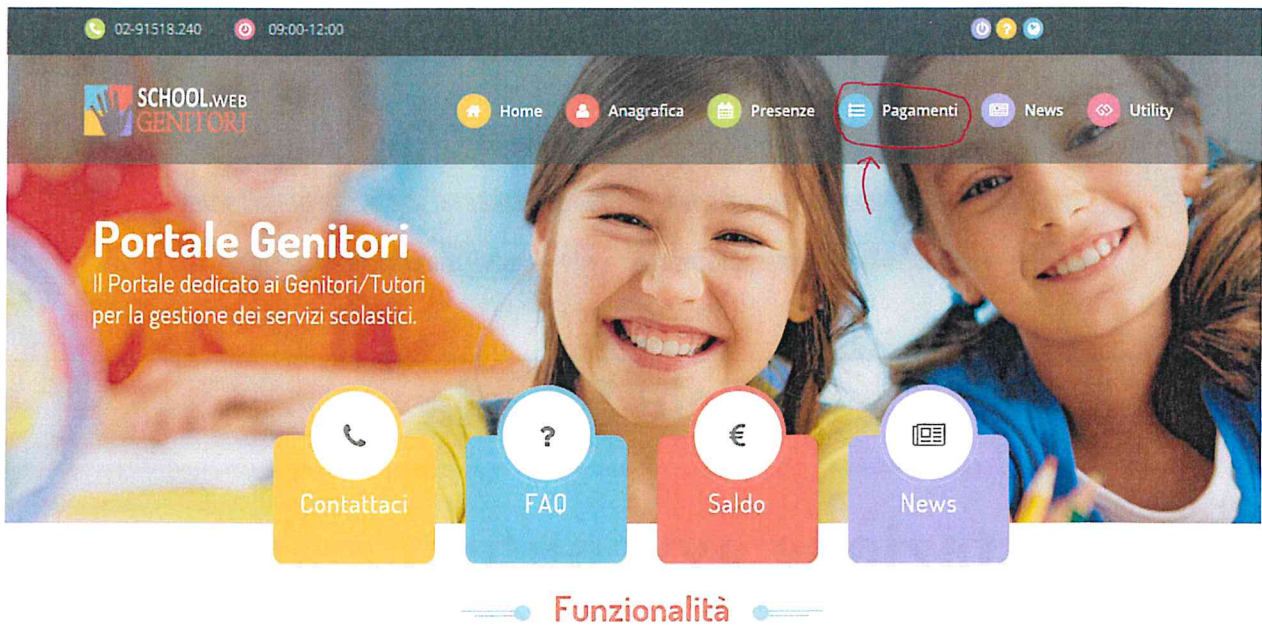 02-91518.240 09:00-12:00
SCHOOL.WEB
GENITORI
Home Anagrafica Presenze Pagamenti News Utility
Portale Genitori
Il Portale dedicato ai Genitori/Tutori
per la gestione dei servizi scolastici.
?
€
Contattaci FAQ Saldo News
Funzionalità